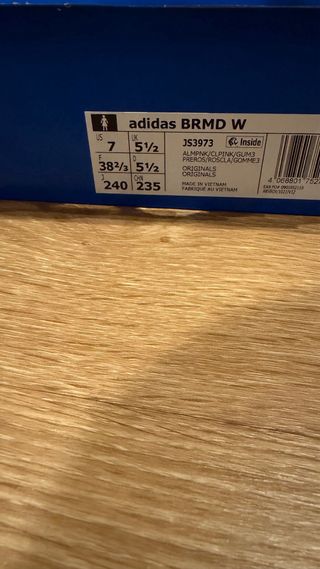 adidas BRMD W
US UK
7 5½
F D
38⅔ 5½
J CHN
240 235
JS3973 Inside
ALMPNK/CLPINK/GUM3
PREROS/ROSCLA/GOMME3
ORIGINALS
ORIGINALS
MADE IN VIETNAM
FABRIQUÉ AU VIETNAM